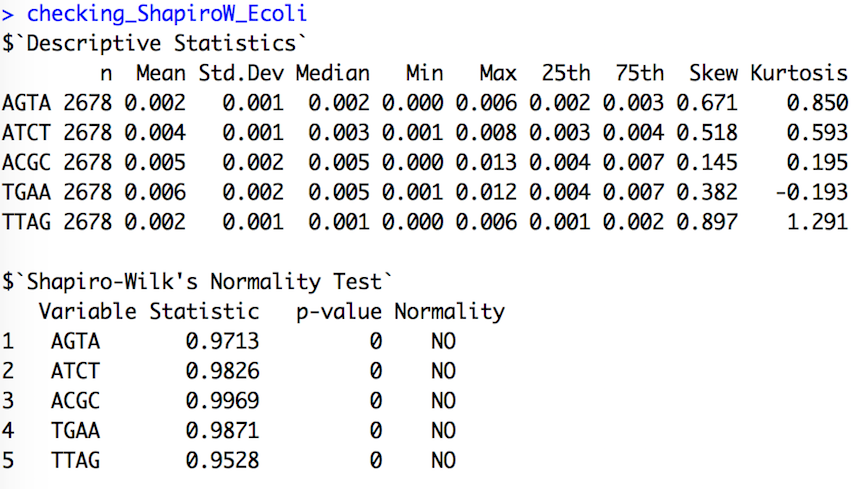 > checking_ShapiroW_Ecoli
$`Descriptive Statistics`
        n  Mean Std.Dev Median   Min   Max  25th  75th  Skew Kurtosis
AGTA 2678 0.002   0.001  0.002 0.000 0.006 0.002 0.003 0.671    0.850
ATCT 2678 0.004   0.001  0.003 0.001 0.008 0.003 0.004 0.518    0.593
ACGC 2678 0.005   0.002  0.005 0.000 0.013 0.004 0.007 0.145    0.195
TGAA 2678 0.006   0.002  0.005 0.001 0.012 0.004 0.007 0.382   -0.193
TTAG 2678 0.002   0.001  0.001 0.000 0.006 0.001 0.002 0.897    1.291
$`Shapiro-Wilk's Normality Test`
   Variable Statistic   p-value Normality
1    AGTA       0.9713         0    NO
2    ATCT       0.9826         0    NO
3    ACGC       0.9969         0    NO
4    TGAA       0.9871         0    NO
5    TTAG       0.9528         0    NO